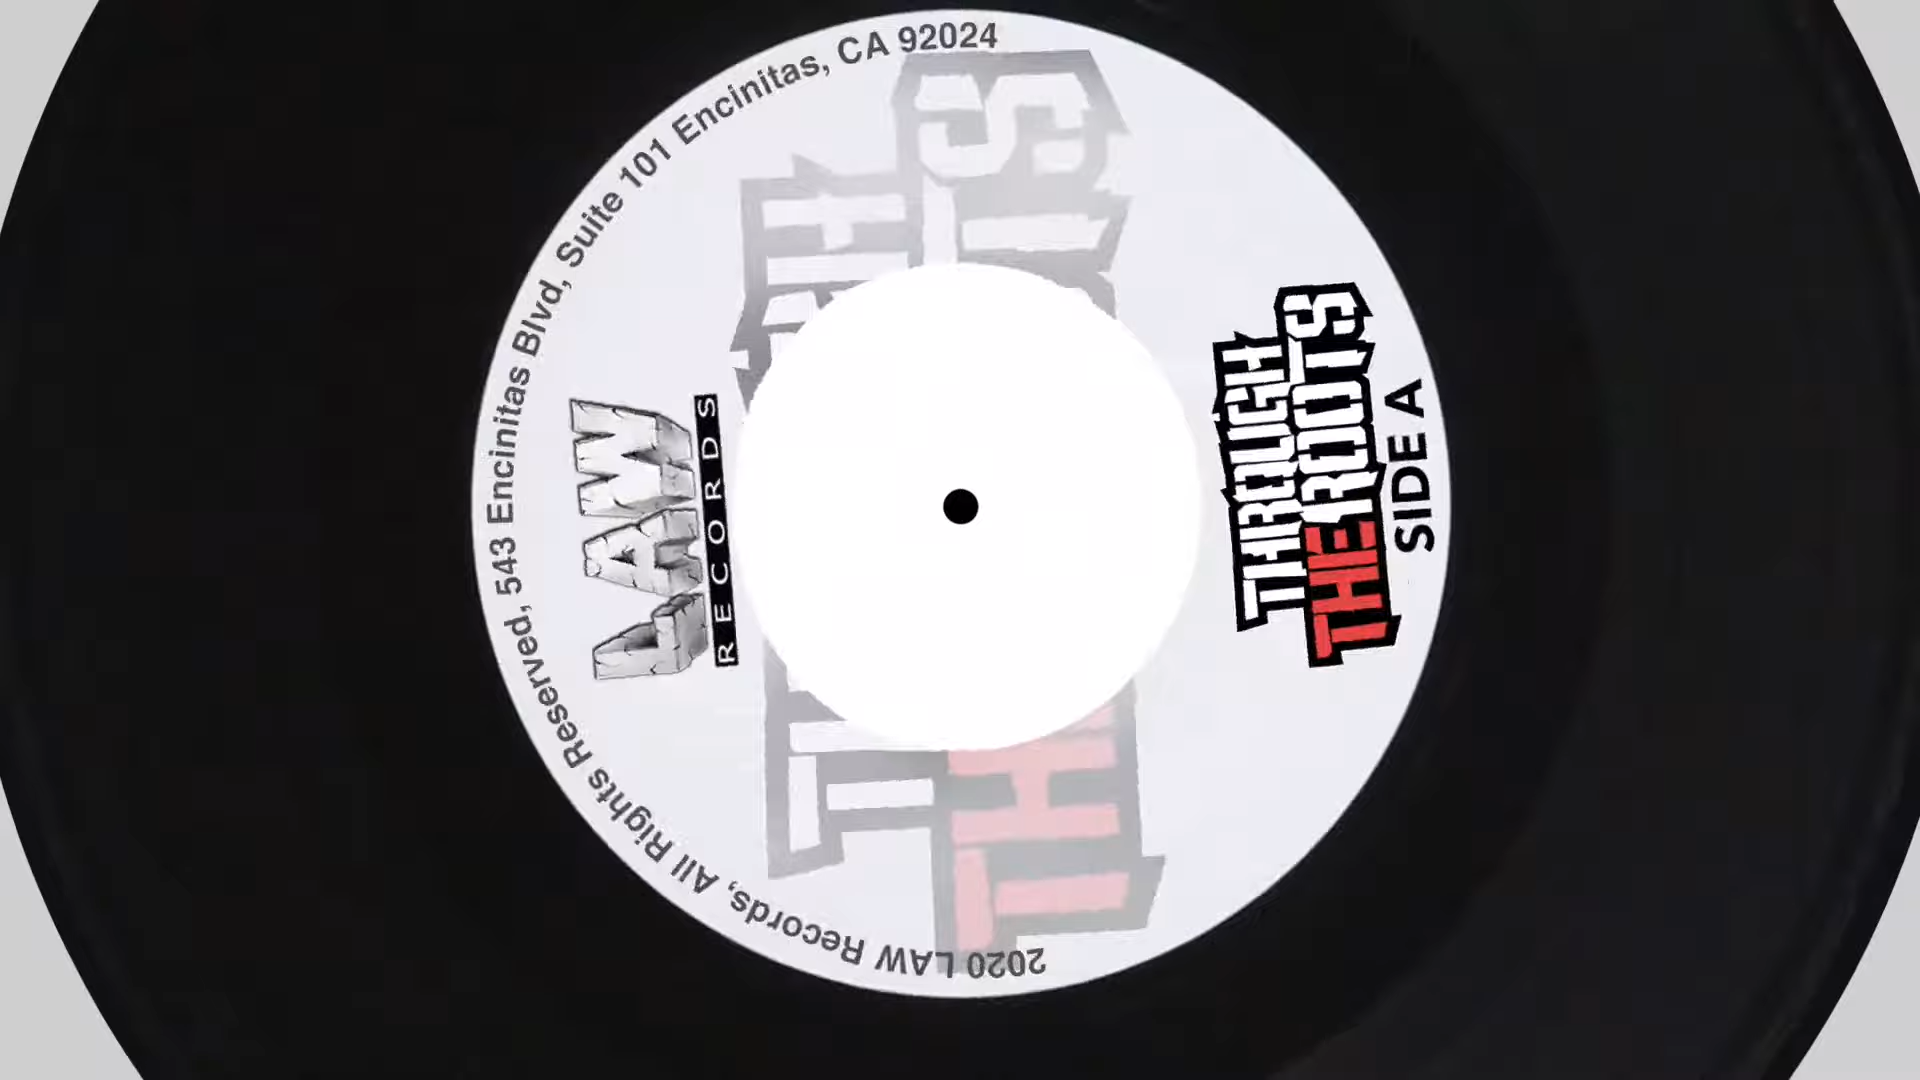 2020 LAW Records, All Rights Reserved, 543 Encinitas Blvd, Suite 101 Encinitas, CA 92024
LAW
RECORDS
THROUGH
THE ROOTS
SIDE A